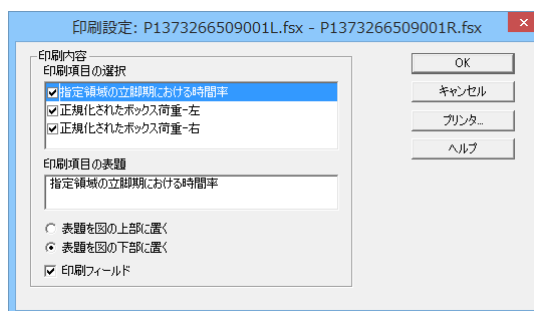 印刷設定: P1373266509001L.fsx - P1373266509001R.fsx
印刷内容
印刷項目の選択
指定領域の立脚期における時間率
正規化されたボックス荷重-左
正規化されたボックス荷重-右
印刷項目の表題
指定領域の立脚期における時間率
表題を図の上部に置く
表題を図の下部に置く
印刷フィールド
OK
キャンセル
プリンタ...
ヘルプ